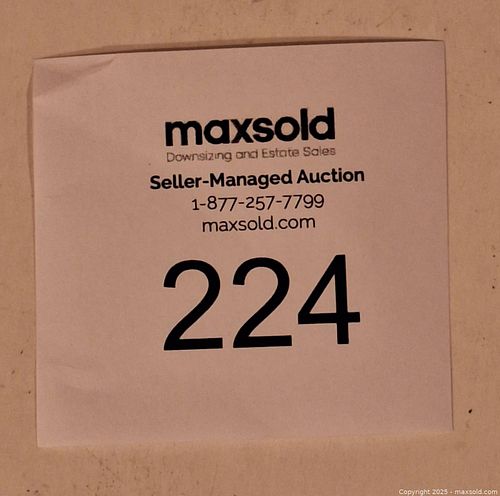 maxsold
Downsizing and Estate Sales
Seller-Managed Auction
1-877-257-7799
maxsold.com
224
Copyright 2025 - maxsold.com